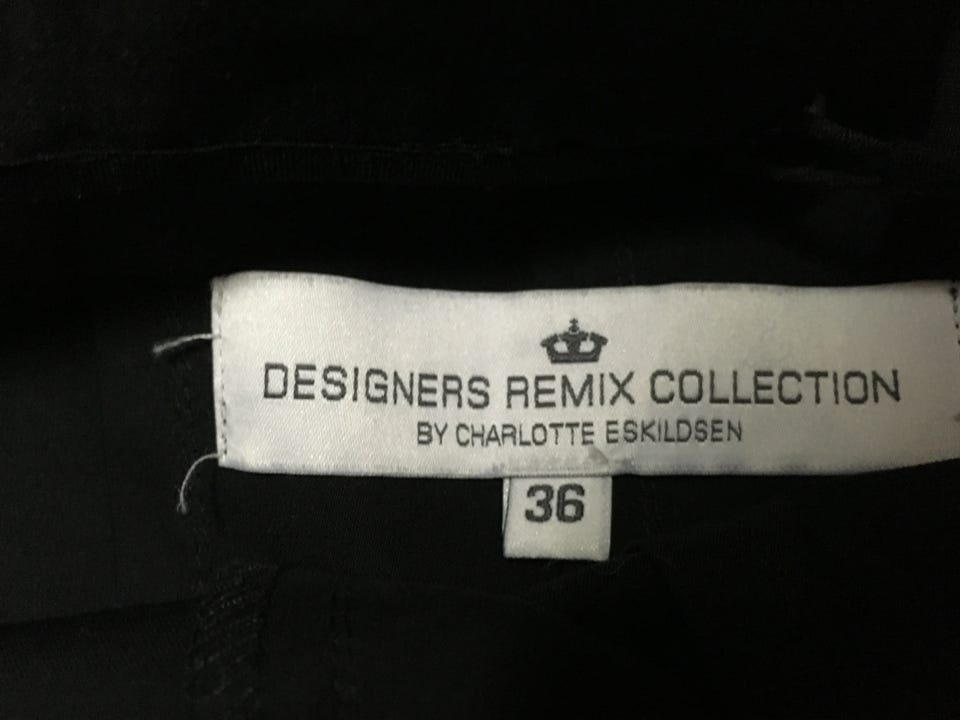 DESIGNERS REMIX COLLECTION
BY CHARLOTTE ESKILDSEN
36